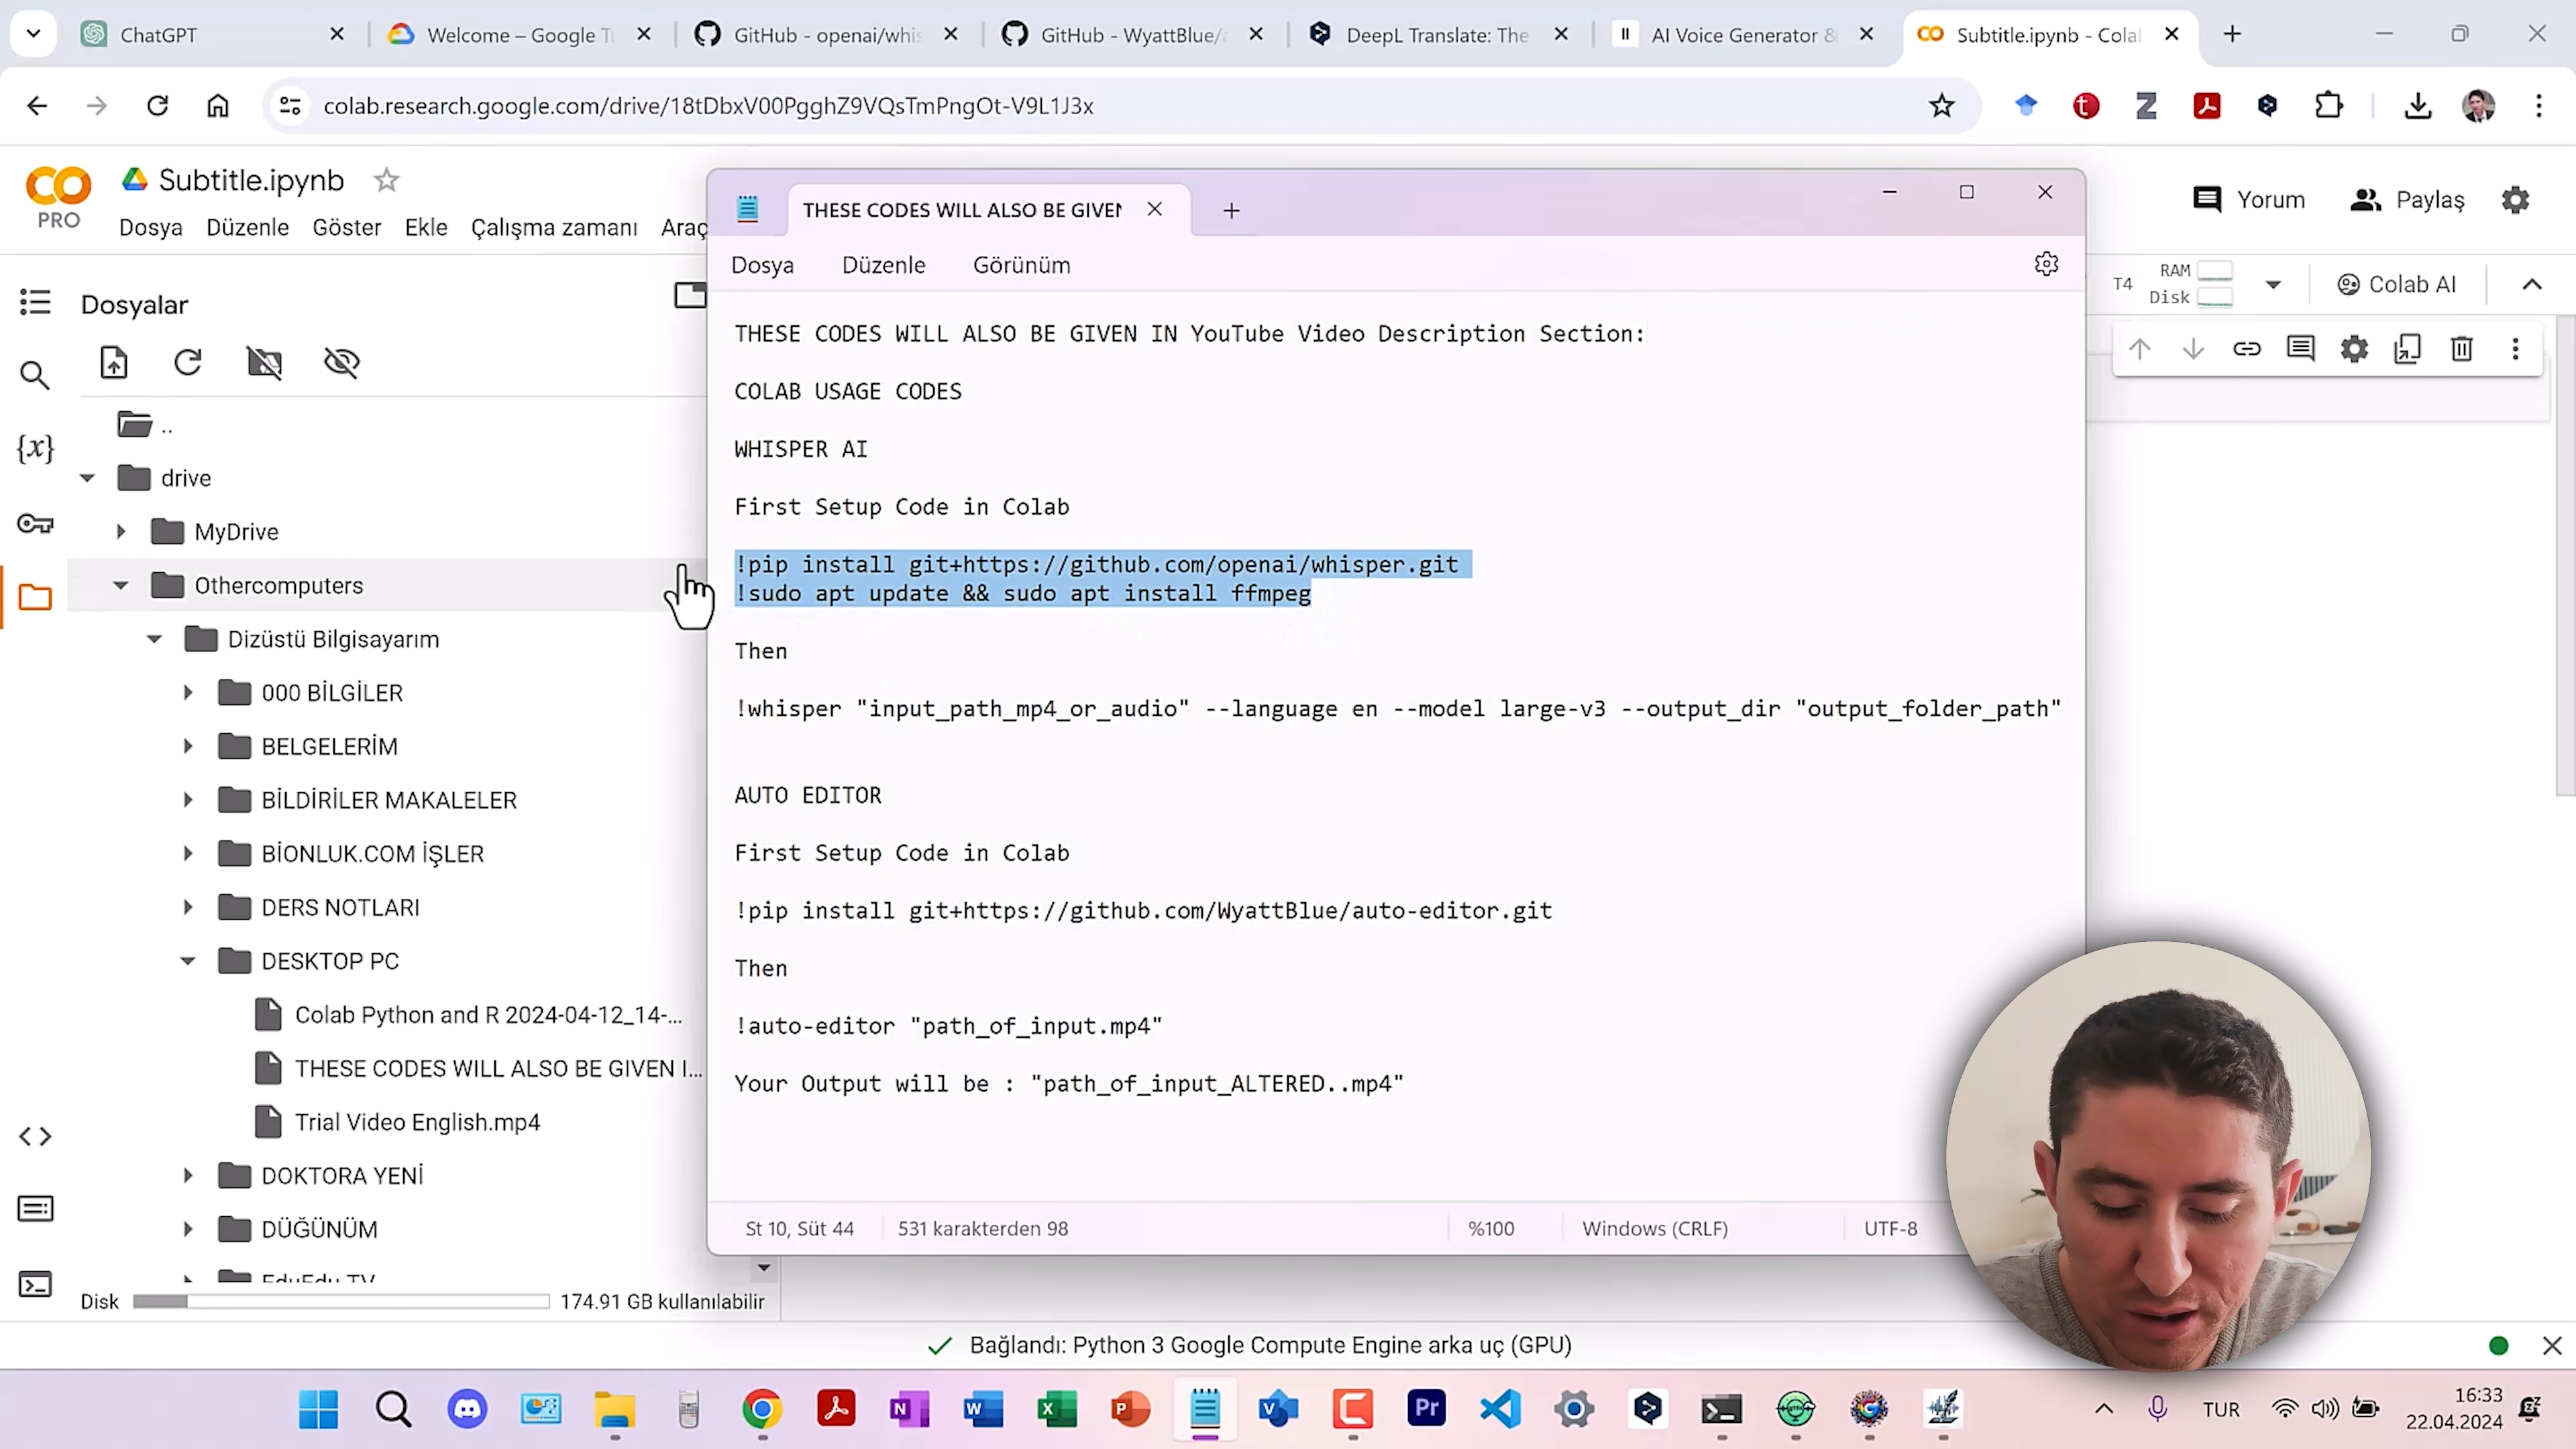 ChatGPT
Welcome – Google Ti
GitHub - openai/whis
GitHub - WyattBlue/a
DeepL Translate: The
AI Voice Generator &
Subtitle.ipynb - Colal
colab.research.google.com/drive/18tDbxV00PgghZ9VQsTmPngOt-V9L1J3x
PRO
Subtitle.ipynb
Dosya Düzenle Göster Ekle Çalışma zamanı Araç
Yorum
Paylaş
T4
RAM
Disk
Colab AI
Dosyalar
..
drive
MyDrive
Othercomputers
Dizüstü Bilgisayarım
000 BİLGİLER
BELGELERİM
BİLDİRİLER MAKALELER
BİONLUK.COM İŞLER
DERS NOTLARI
DESKTOP PC
Colab Python and R 2024-04-12_14-...
THESE CODES WILL ALSO BE GIVEN I...
Trial Video English.mp4
DOKTORA YENİ
DÜĞÜNÜM
EduEdu TV
Disk
174.91 GB kullanılabilir
THESE CODES WILL ALSO BE GIVEN
Dosya Düzenle Görünüm
THESE CODES WILL ALSO BE GIVEN IN YouTube Video Description Section:
COLAB USAGE CODES
WHISPER AI
First Setup Code in Colab
!pip install git+https://github.com/openai/whisper.git
!sudo apt update && sudo apt install ffmpeg
Then
!whisper "input_path_mp4_or_audio" --language en --model large-v3 --output_dir "output_folder_path"
AUTO EDITOR
First Setup Code in Colab
!pip install git+https://github.com/WyattBlue/auto-editor.git
Then
!auto-editor "path_of_input.mp4"
Your Output will be : "path_of_input_ALTERED..mp4"
St 10, Süt 44
531 karakterden 98
%100
Windows (CRLF)
UTF-8
Bağlandı: Python 3 Google Compute Engine arka uç (GPU)
TUR
16:33
22.04.2024